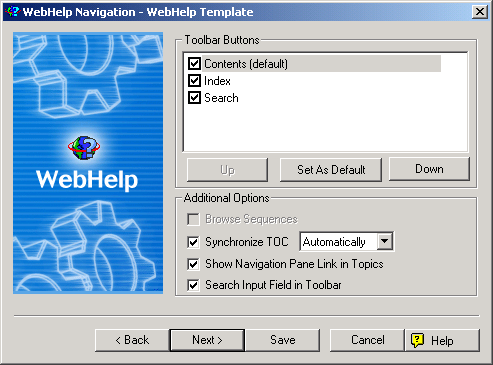 WebHelp Navigation - WebHelp Template
WebHelp
Toolbar Buttons
Contents (default)
Index
Search
Up
Set As Default
Down
Additional Options
Browse Sequences
Synchronize TOC
Automatically
Show Navigation Pane Link in Topics
Search Input Field in Toolbar
< Back
Next >
Save
Cancel
Help